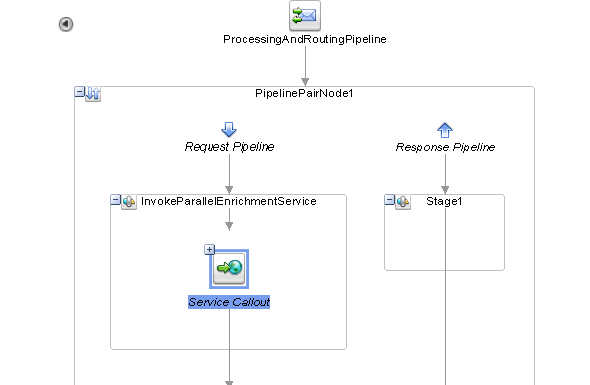 ProcessingAndRoutingPipeline
PipelinePairNode1
Request Pipeline
Response Pipeline
InvokeParallelEnrichmentService
Stage1
Service Callout